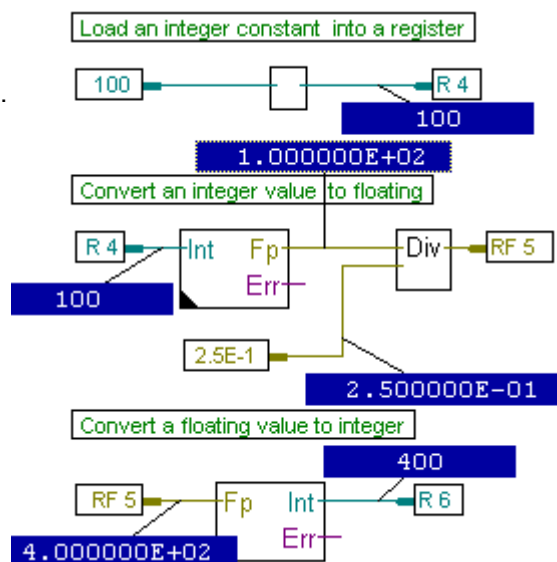 Load an integer constant into a register
100 R 4
100
1.000000E+02
Convert an integer value to floating
R 4 Int Fp Div RF 5
Err
100
2.5E-1
2.500000E-01
Convert a floating value to integer
400
RF 5 Fp Int R 6
Err
4.000000E+02